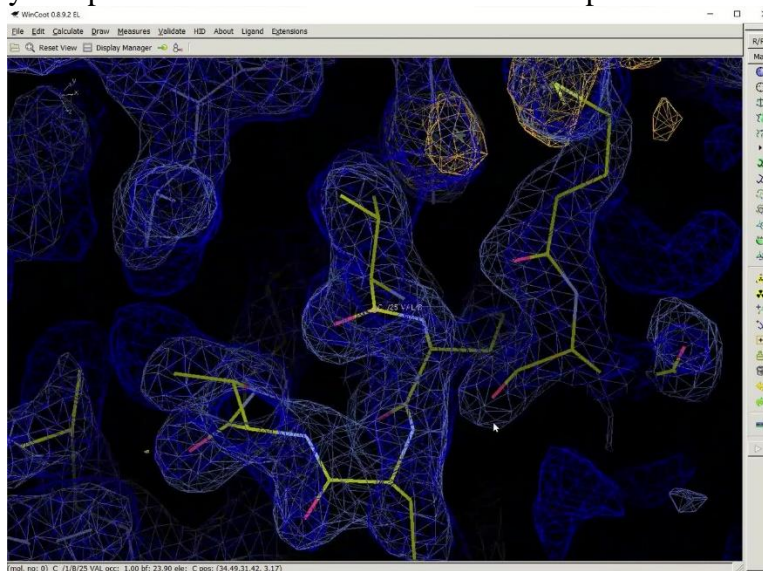 WinCoot 0.8.9.2 EL
File Edit Calculate Draw Measures Validate HID About Ligand Extensions
Reset View Display Manager
R/R
Ma
C /25 VAL/B
(mol. no: 0) C /1/B/25 VAL occ: 1.00 bf: 23.90 ele: C pos: (34.49,31.42, 3.17)